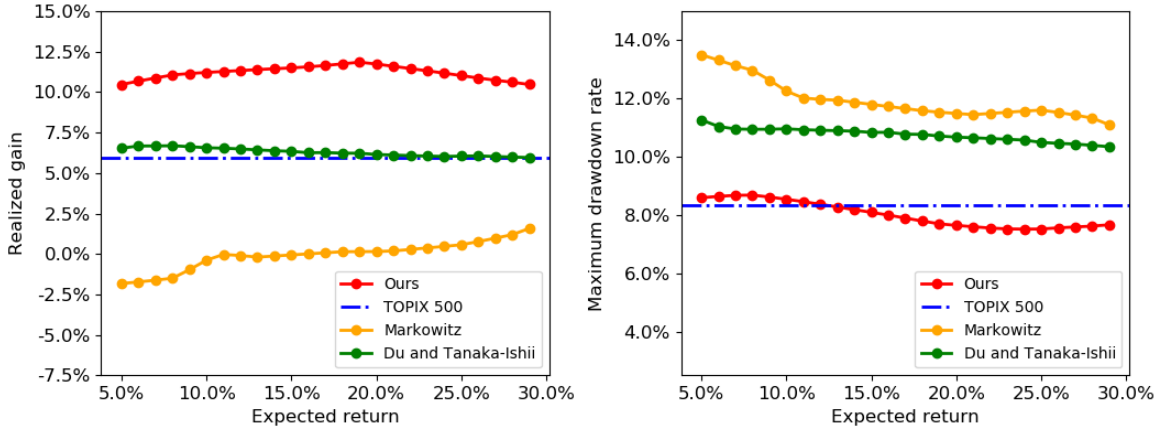 15.0%
12.5%
10.0%
7.5%
5.0%
2.5%
0.0%
-2.5%
-5.0%
-7.5%
Realized gain
Ours
TOPIX 500
Markowitz
Du and Tanaka-Ishii
5.0% 10.0% 15.0% 20.0% 25.0% 30.0%
Expected return
14.0%
12.0%
10.0%
8.0%
6.0%
4.0%
Maximum drawdown rate
Ours
TOPIX 500
Markowitz
Du and Tanaka-Ishii
5.0% 10.0% 15.0% 20.0% 25.0% 30.0%
Expected return